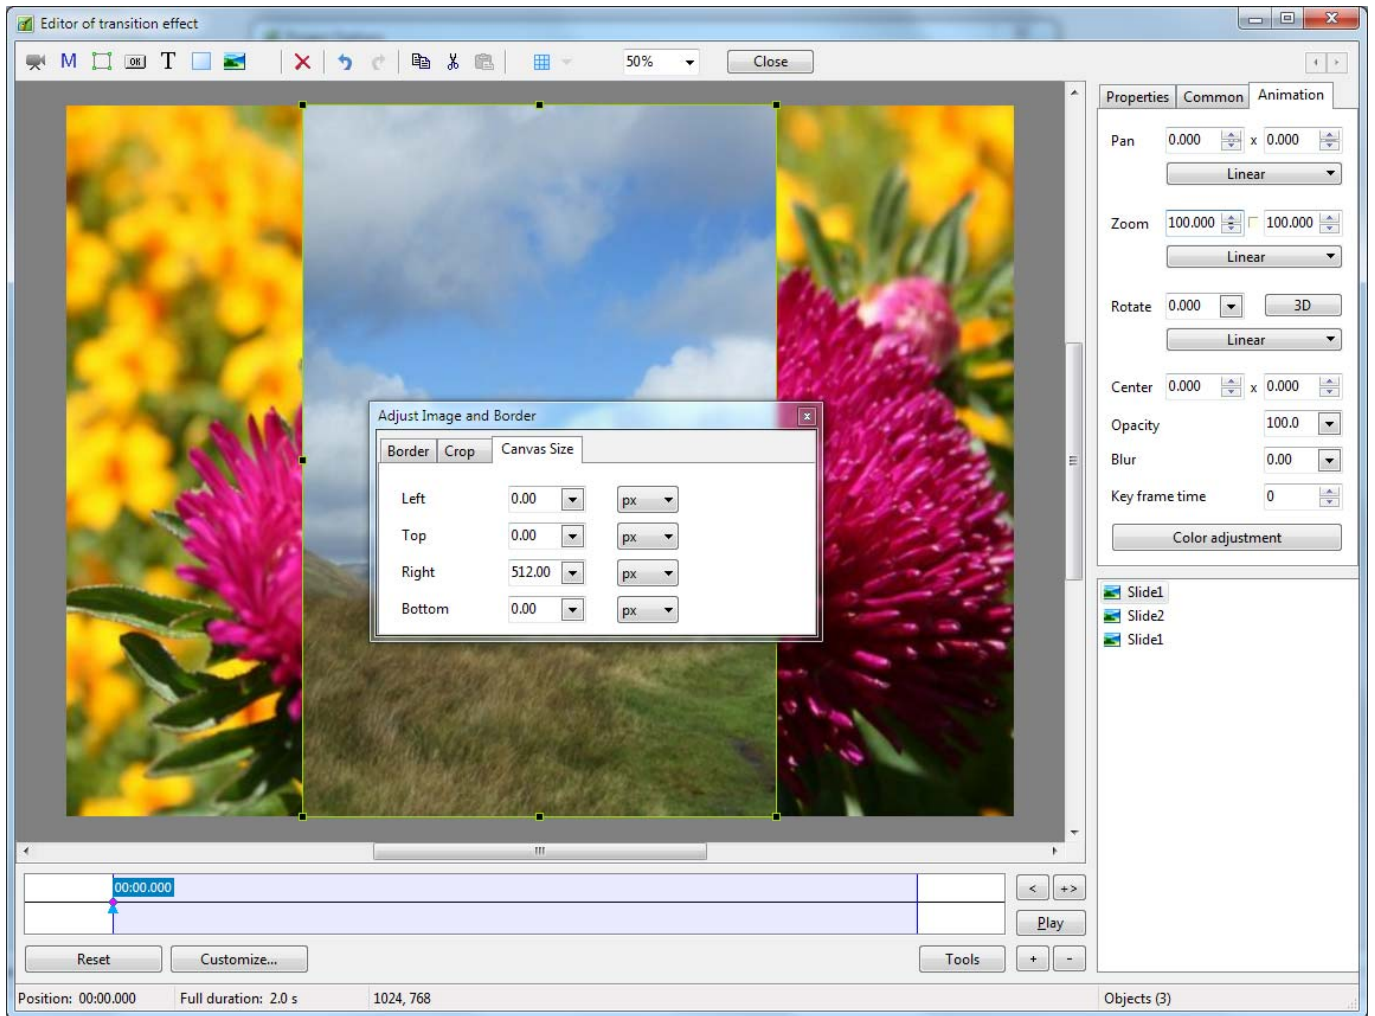 Editor of transition effect
M OK T 50% Close
Properties Common Animation
Pan 0.000 x 0.000
Linear
Zoom 100.000 100.000
Linear
Rotate 0.000 3D
Linear
Center 0.000 x 0.000
Opacity 100.0
Blur 0.00
Key frame time 0
Color adjustment
Adjust Image and Border
Border Crop Canvas Size
Left 0.00 px
Top 0.00 px
Right 512.00 px
Bottom 0.00 px
Slide1
Slide2
Slide1
00:00.000
< +>
Play
Reset Customize... Tools + -
Position: 00:00.000 Full duration: 2.0 s 1024, 768 Objects (3)